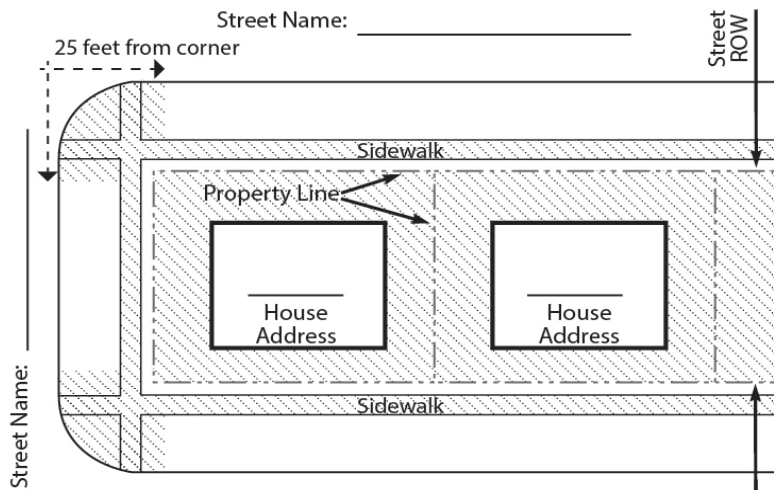 Street Name:
25 feet from corner
Street
ROW
Sidewalk
Property Line
House
Address
House
Address
Sidewalk
Street Name: